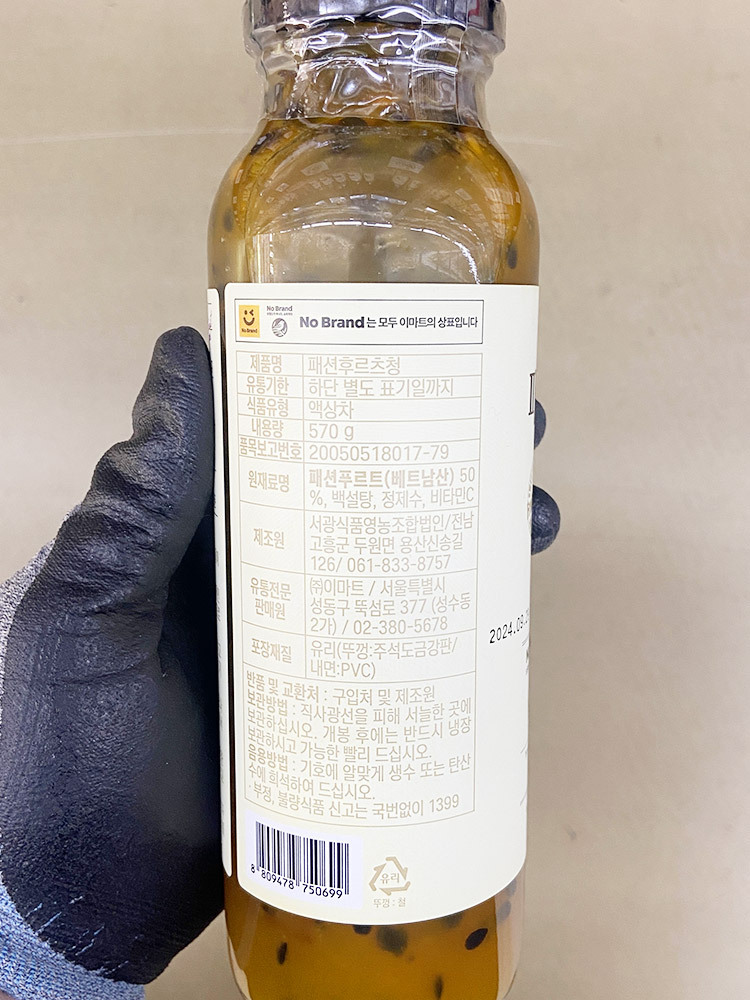 No Brand
No Brand
No Brand는 모두 이마트의 상표입니다
제품명 패션후르츠청
유통기한 하단 별도 표기일까지
식품유형 액상차
내용량 570 g
품목보고번호 20050518017-79
원재료명 패션푸르트(베트남산) 50
%, 백설탕, 정제수, 비타민C
제조원 서광식품영농조합법인/전남
고흥군 두원면 용산신송길
126/ 061-833-8757
유통전문판매원 ㈜이마트 / 서울특별시
성동구 뚝섬로 377 (성수동
2가) / 02-380-5678
포장재질 유리(뚜껑:주석도금강판/
내면:PVC)
반품 및 교환처 : 구입처 및 제조원
보관방법 : 직사광선을 피해 서늘한 곳에
보관하십시오. 개봉 후에는 반드시 냉장
보관하시고 가능한 빨리 드십시오.
음용방법 : 기호에 알맞게 생수 또는 탄산
수에 희석하여 드십시오.
· 부정, 불량식품 신고는 국번없이 1399
2024.09.2
8 809478 750699
유리
뚜껑 : 철